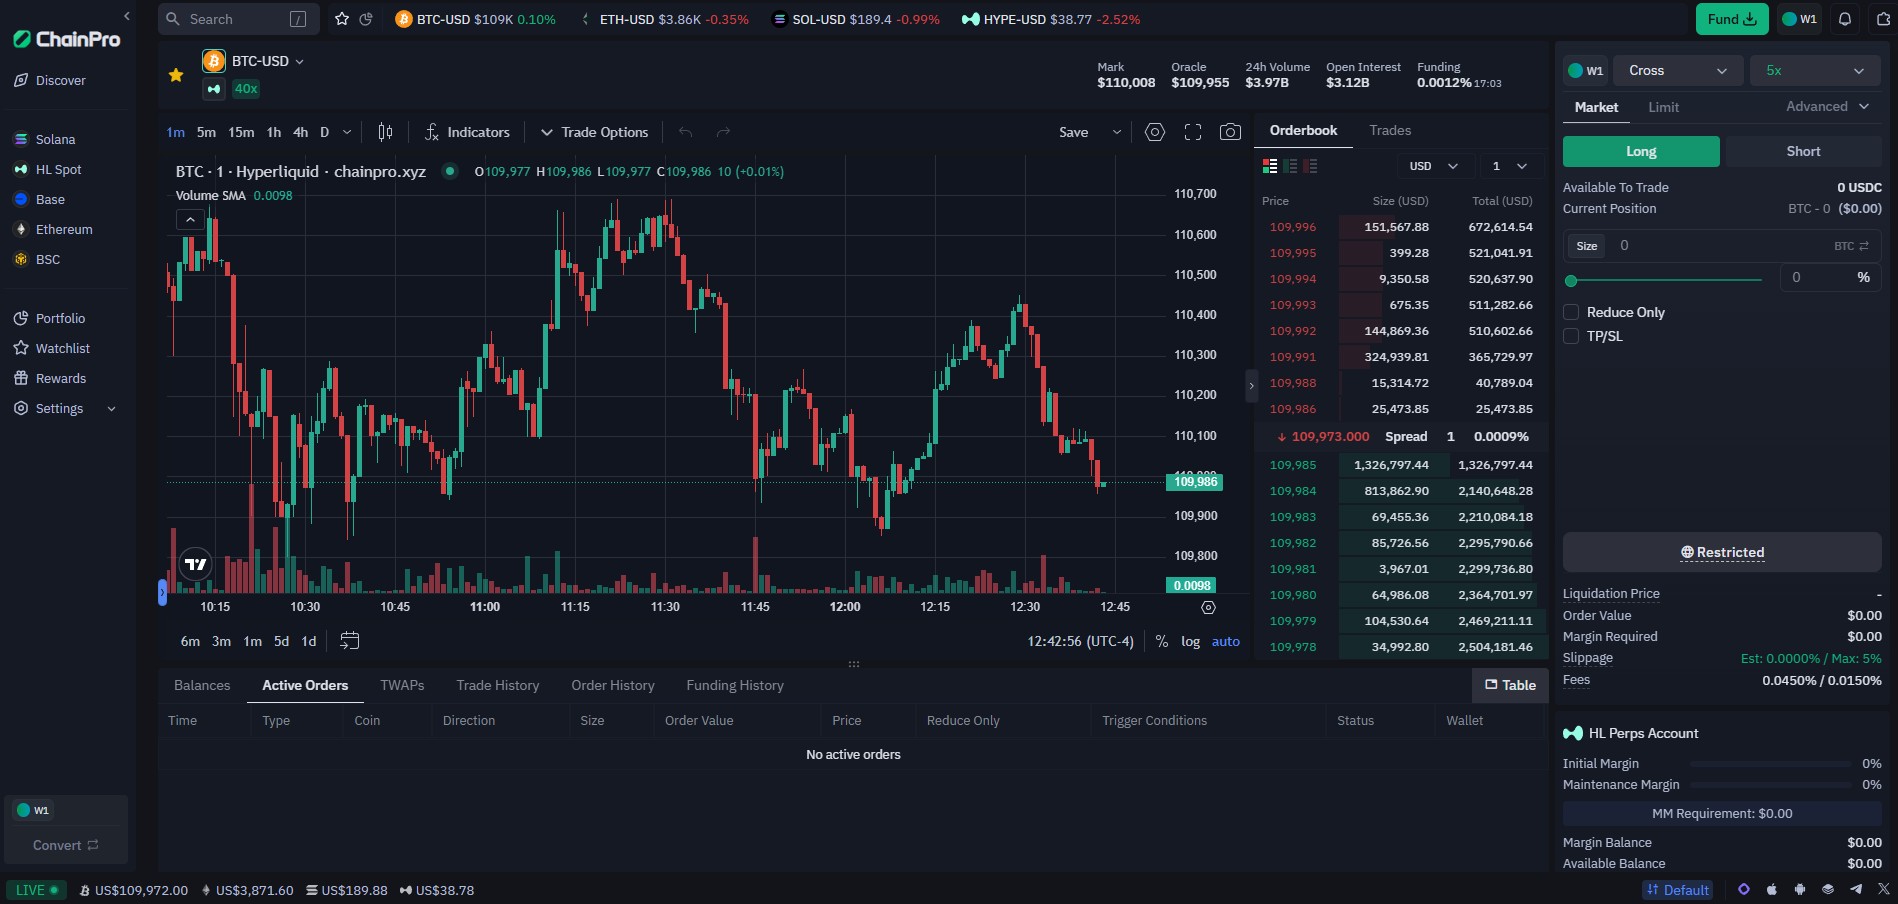 ChainPro
Discover
Solana
HL Spot
Base
Ethereum
BSC
Portfolio
Watchlist
Rewards
Settings
W1
Convert
Search /
BTC-USD $109K 0.10% ETH-USD $3.86K -0.35% SOL-USD $189.4 -0.99% HYPE-USD $38.77 -2.52%
Fund W1
BTC-USD
40x
Mark Oracle 24h Volume Open Interest Funding
$110,008 $109,955 $3.97B $3.12B 0.0012% 17:03
1m 5m 15m 1h 4h D Indicators Trade Options Save
BTC · 1 · Hyperliquid · chainpro.xyz O109,977 H109,986 L109,977 C109,986 10 (+0.01%)
Volume SMA 0.0098
110,700
110,600
110,500
110,400
110,300
110,200
110,100
109,986
109,900
109,800
0.0098
10:15 10:30 10:45 11:00 11:15 11:30 11:45 12:00 12:15 12:30 12:45
6m 3m 1m 5d 1d 12:42:56 (UTC-4) % log auto
Orderbook Trades
USD 1
Price Size (USD) Total (USD)
109,996 151,567.88 672,614.54
109,995 399.28 521,041.91
109,994 9,350.58 520,637.90
109,993 675.35 511,282.66
109,992 144,869.36 510,602.66
109,991 324,939.81 365,729.97
109,988 15,314.72 40,789.04
109,986 25,473.85 25,473.85
↓ 109,973.000 Spread 1 0.0009%
109,985 1,326,797.44 1,326,797.44
109,984 813,862.90 2,140,648.28
109,983 69,455.36 2,210,084.18
109,982 85,726.56 2,295,790.66
109,981 3,967.01 2,299,736.80
109,980 64,986.08 2,364,701.97
109,979 104,530.64 2,469,211.11
109,978 34,992.80 2,504,181.46
W1 Cross 5x
Market Limit Advanced
Long Short
Available To Trade 0 USDC
Current Position BTC - 0 ($0.00)
Size 0 BTC
0 %
Reduce Only
TP/SL
Restricted
Liquidation Price -
Order Value $0.00
Margin Required $0.00
Slippage Est: 0.0000% / Max: 5%
Fees 0.0450% / 0.0150%
HL Perps Account
Initial Margin 0%
Maintenance Margin 0%
MM Requirement: $0.00
Margin Balance $0.00
Available Balance $0.00
Balances Active Orders TWAPs Trade History Order History Funding History Table
Time Type Coin Direction Size Order Value Price Reduce Only Trigger Conditions Status Wallet
No active orders
LIVE US$109,972.00 US$3,871.60 US$189.88 US$38.78
Default